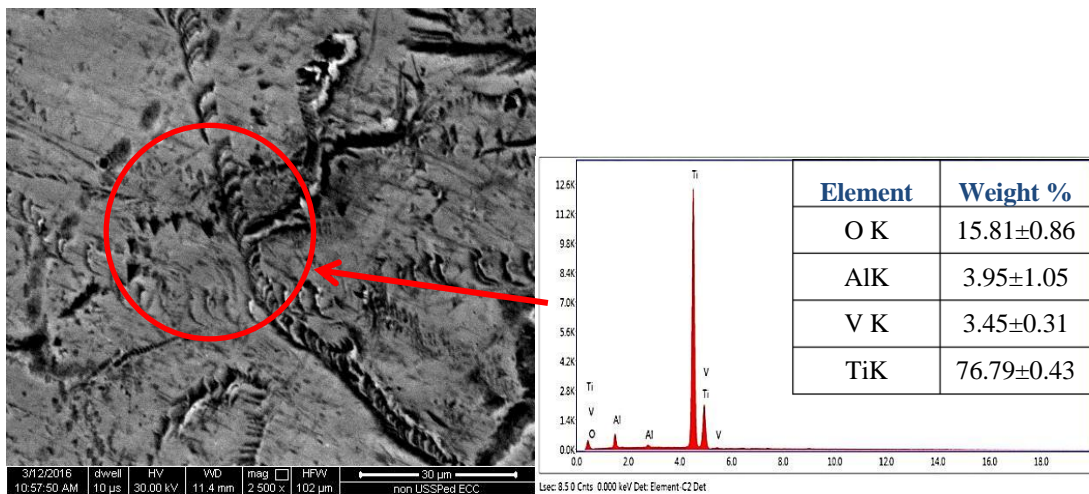 3/12/2016 dwell HV WD mag HFW 30 µm
10:57:50 AM 10 µs 30.00 kV 11.4 mm 2 500 x 102 µm non USSPed ECC
12.6K
11.2K
9.8K
8.4K
7.0K
5.6K
4.2K
2.8K
1.4K
0.0K
Ti
V
Ti
Ti
V
O
Al
Al
V
0.0 2.0 4.0 6.0 8.0 10.0 12.0 14.0 16.0 18.0
Lsec: 8.5 0 Cnts 0.000 keV Det: Element-C2 Det
Element Weight %
O K 15.81±0.86
AlK 3.95±1.05
V K 3.45±0.31
TiK 76.79±0.43